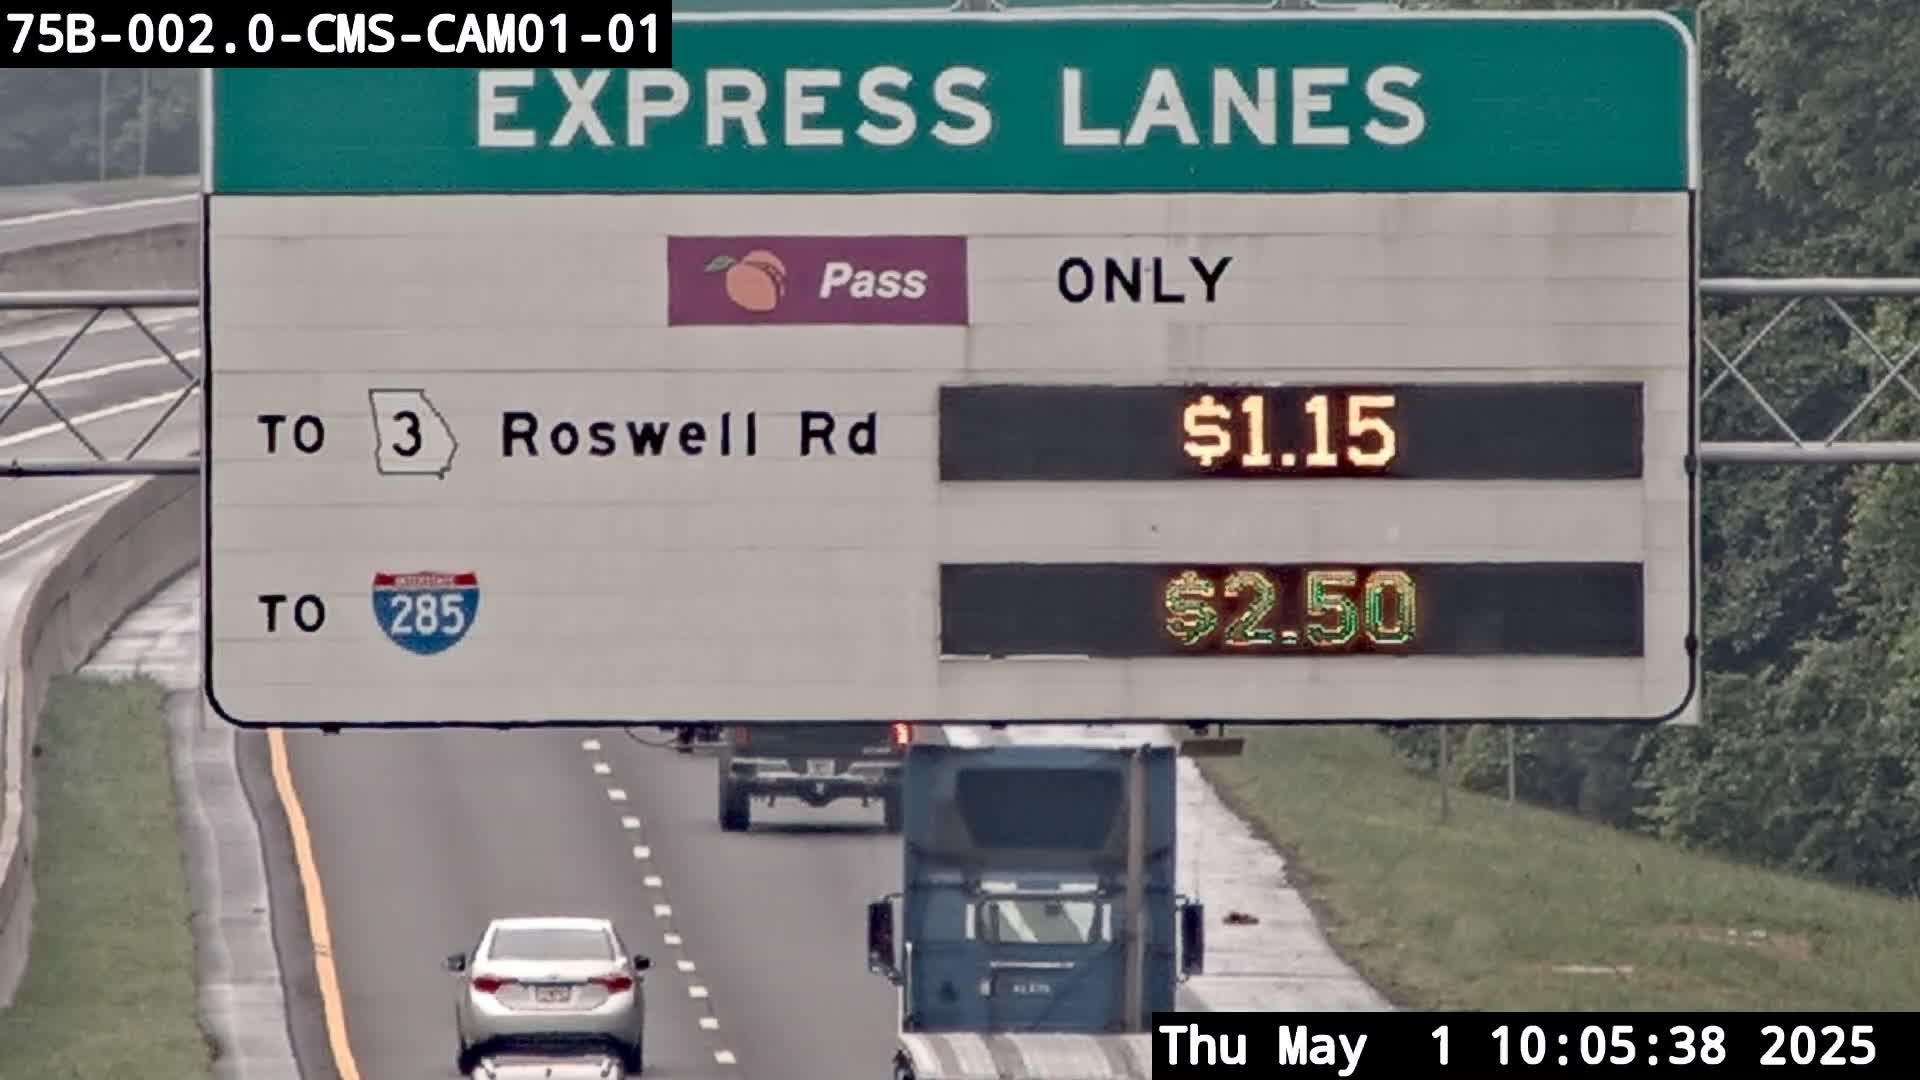 75B-002.0-CMS-CAM01-01
EXPRESS LANES
Pass ONLY
TO 3 Roswell Rd $1.15
TO INTERSTATE 285 $2.50
Thu May 1 10:05:38 2025